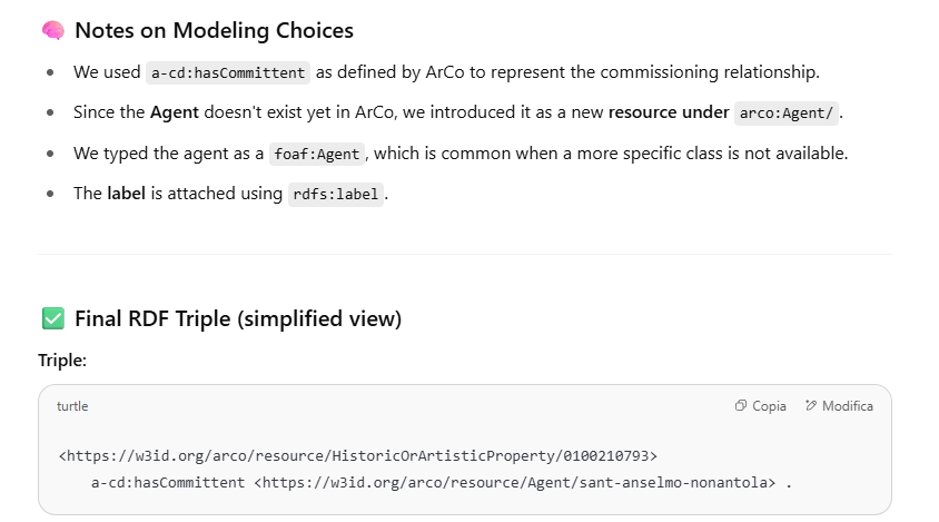 🧠 Notes on Modeling Choices
• We used a-cd:hasCommittent as defined by ArCo to represent the commissioning relationship.
• Since the Agent doesn't exist yet in ArCo, we introduced it as a new resource under arco:Agent/.
• We typed the agent as a foaf:Agent, which is common when a more specific class is not available.
• The label is attached using rdfs:label.
✅ Final RDF Triple (simplified view)
Triple:
turtle Copia Modifica
<https://w3id.org/arco/resource/HistoricOrArtisticProperty/0100210793>
a-cd:hasCommittent <https://w3id.org/arco/resource/Agent/sant-anselmo-nonantola> .